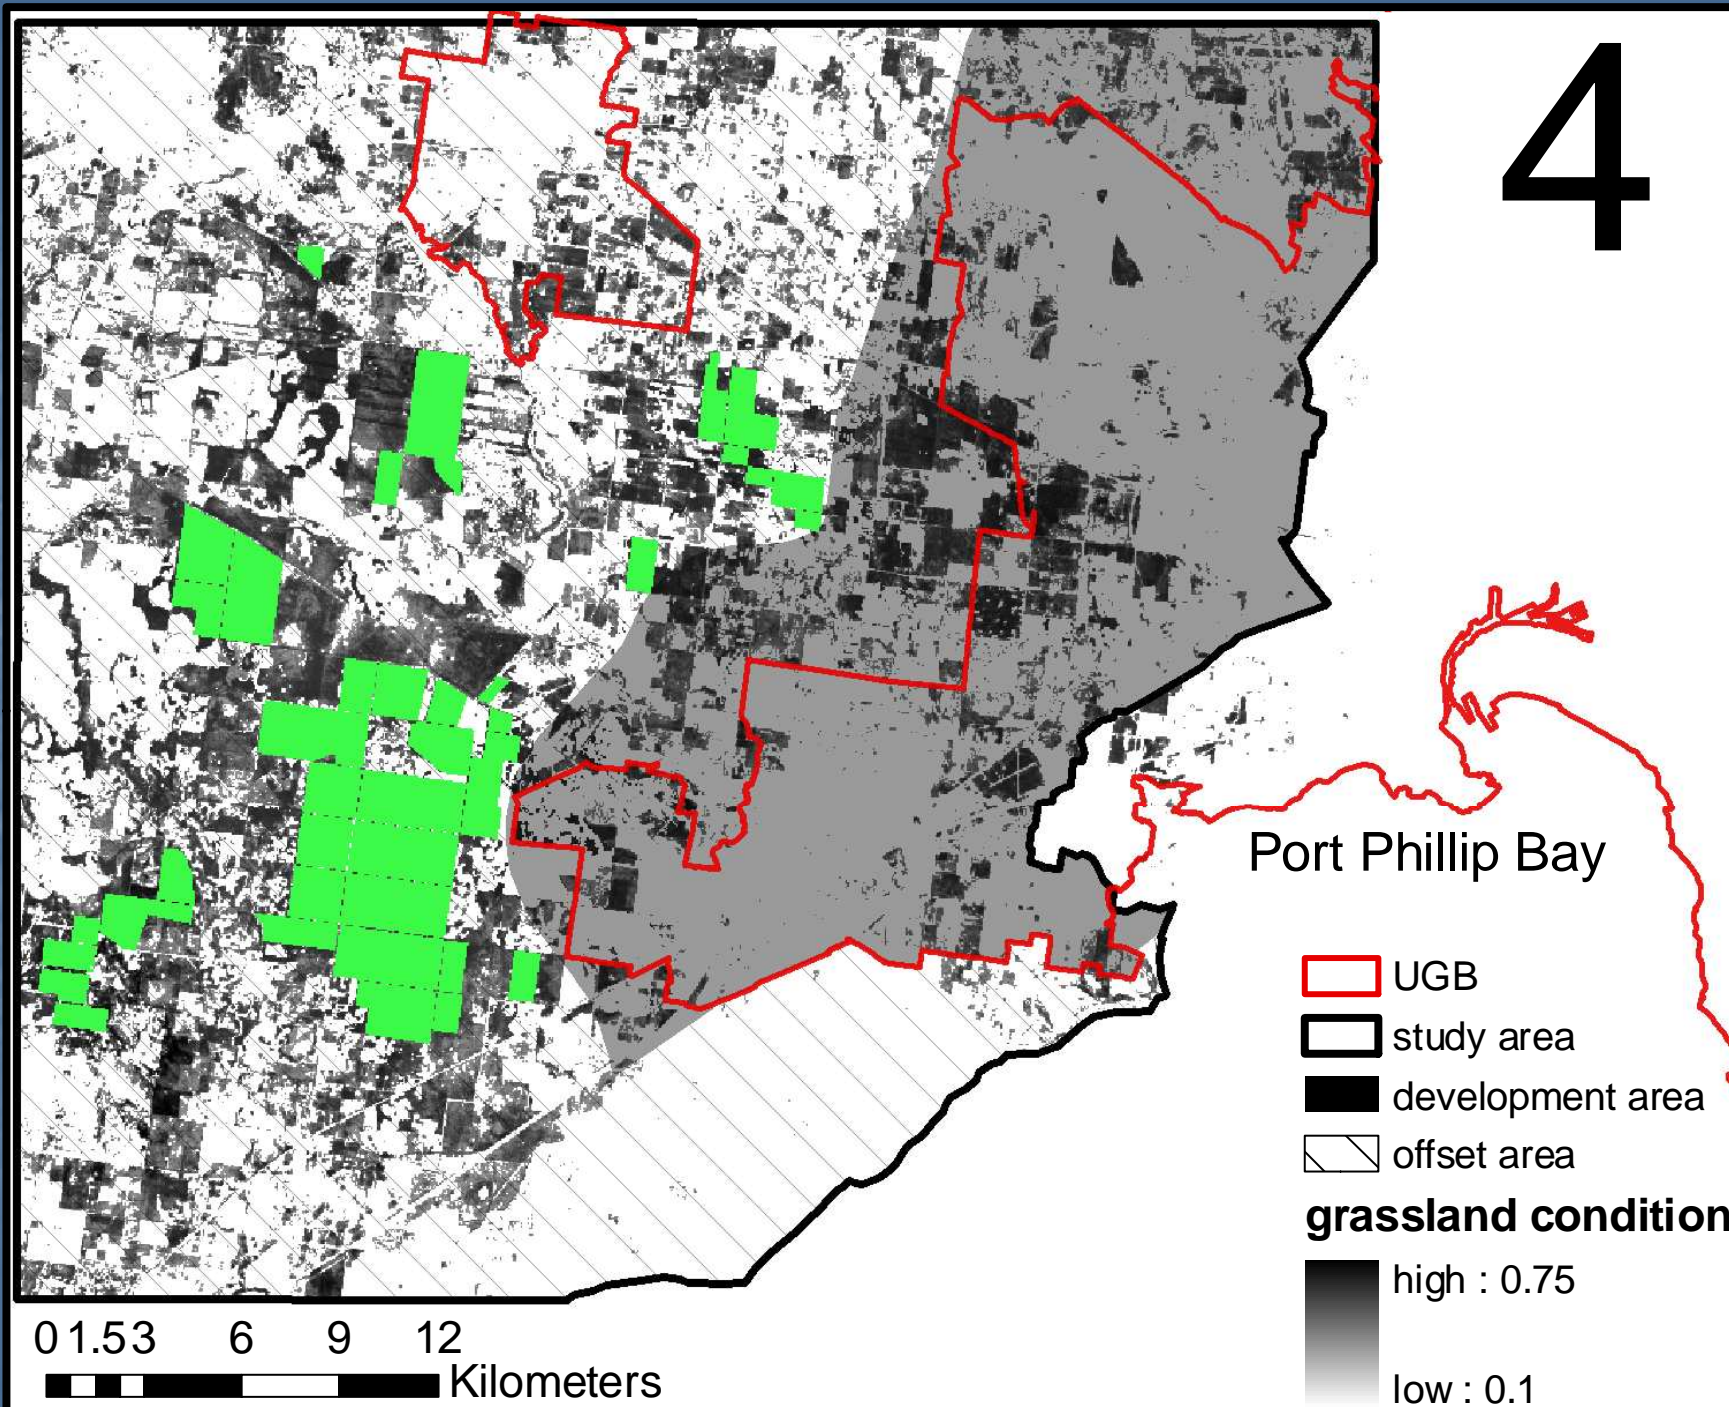 4
Port Phillip Bay
UGB
study area
development area
offset area
grassland condition
high : 0.75
low : 0.1
0 1.5 3 6 9 12
Kilometers